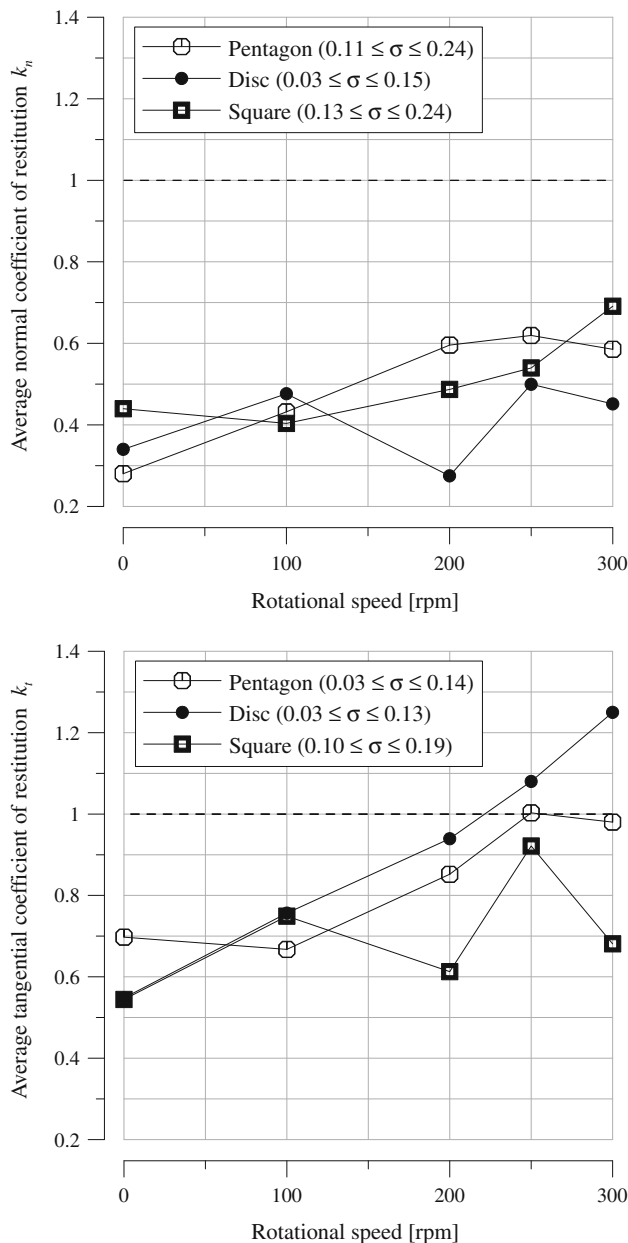 1.4
1.2
1
0.8
0.6
0.4
0.2
Average normal coefficient of restitution kn
Pentagon (0.11 ≤ σ ≤ 0.24)
Disc (0.03 ≤ σ ≤ 0.15)
Square (0.13 ≤ σ ≤ 0.24)
0 100 200 300
Rotational speed [rpm]
1.4
1.2
1
0.8
0.6
0.4
0.2
Average tangential coefficient of restitution kt
Pentagon (0.03 ≤ σ ≤ 0.14)
Disc (0.03 ≤ σ ≤ 0.13)
Square (0.10 ≤ σ ≤ 0.19)
0 100 200 300
Rotational speed [rpm]